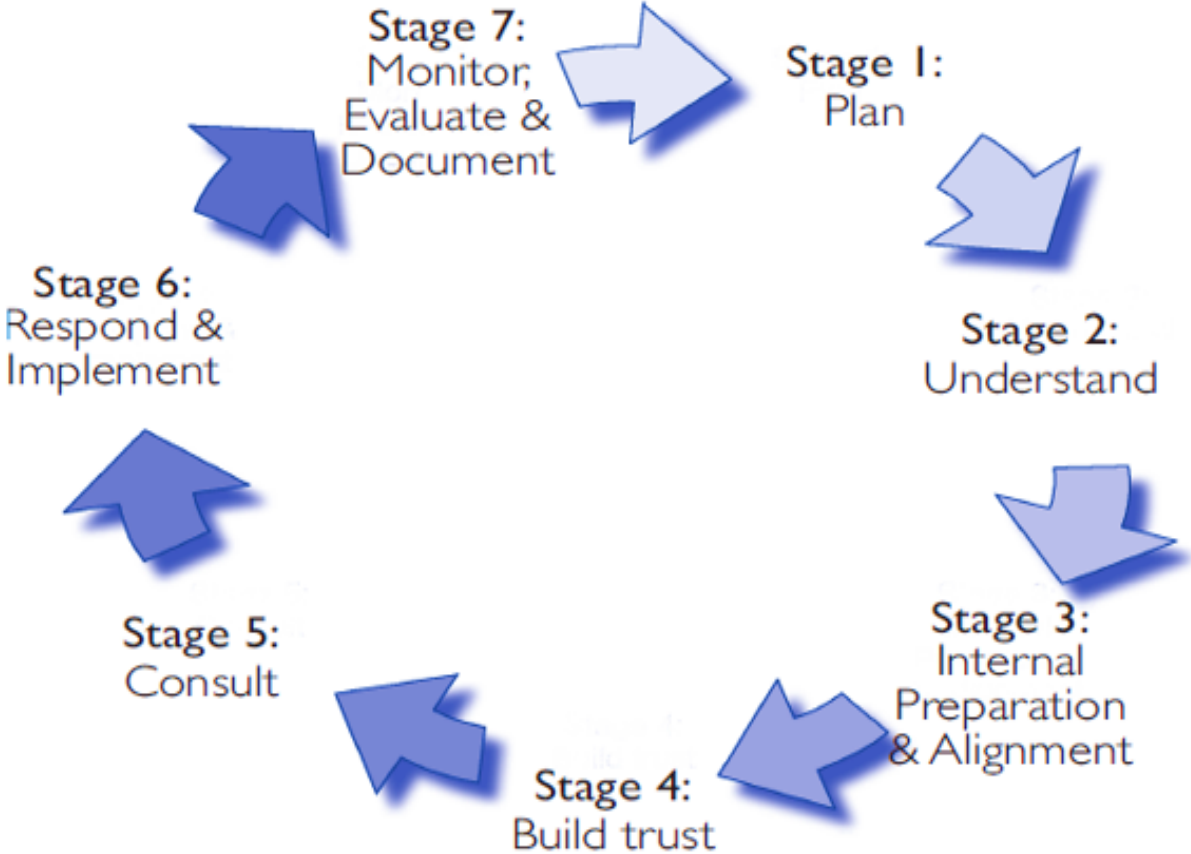 Stage 1:
Plan
Stage 2:
Understand
Stage 3:
Internal
Preparation
& Alignment
Stage 4:
Build trust
Stage 5:
Consult
Stage 6:
Respond &
Implement
Stage 7:
Monitor,
Evaluate &
Document